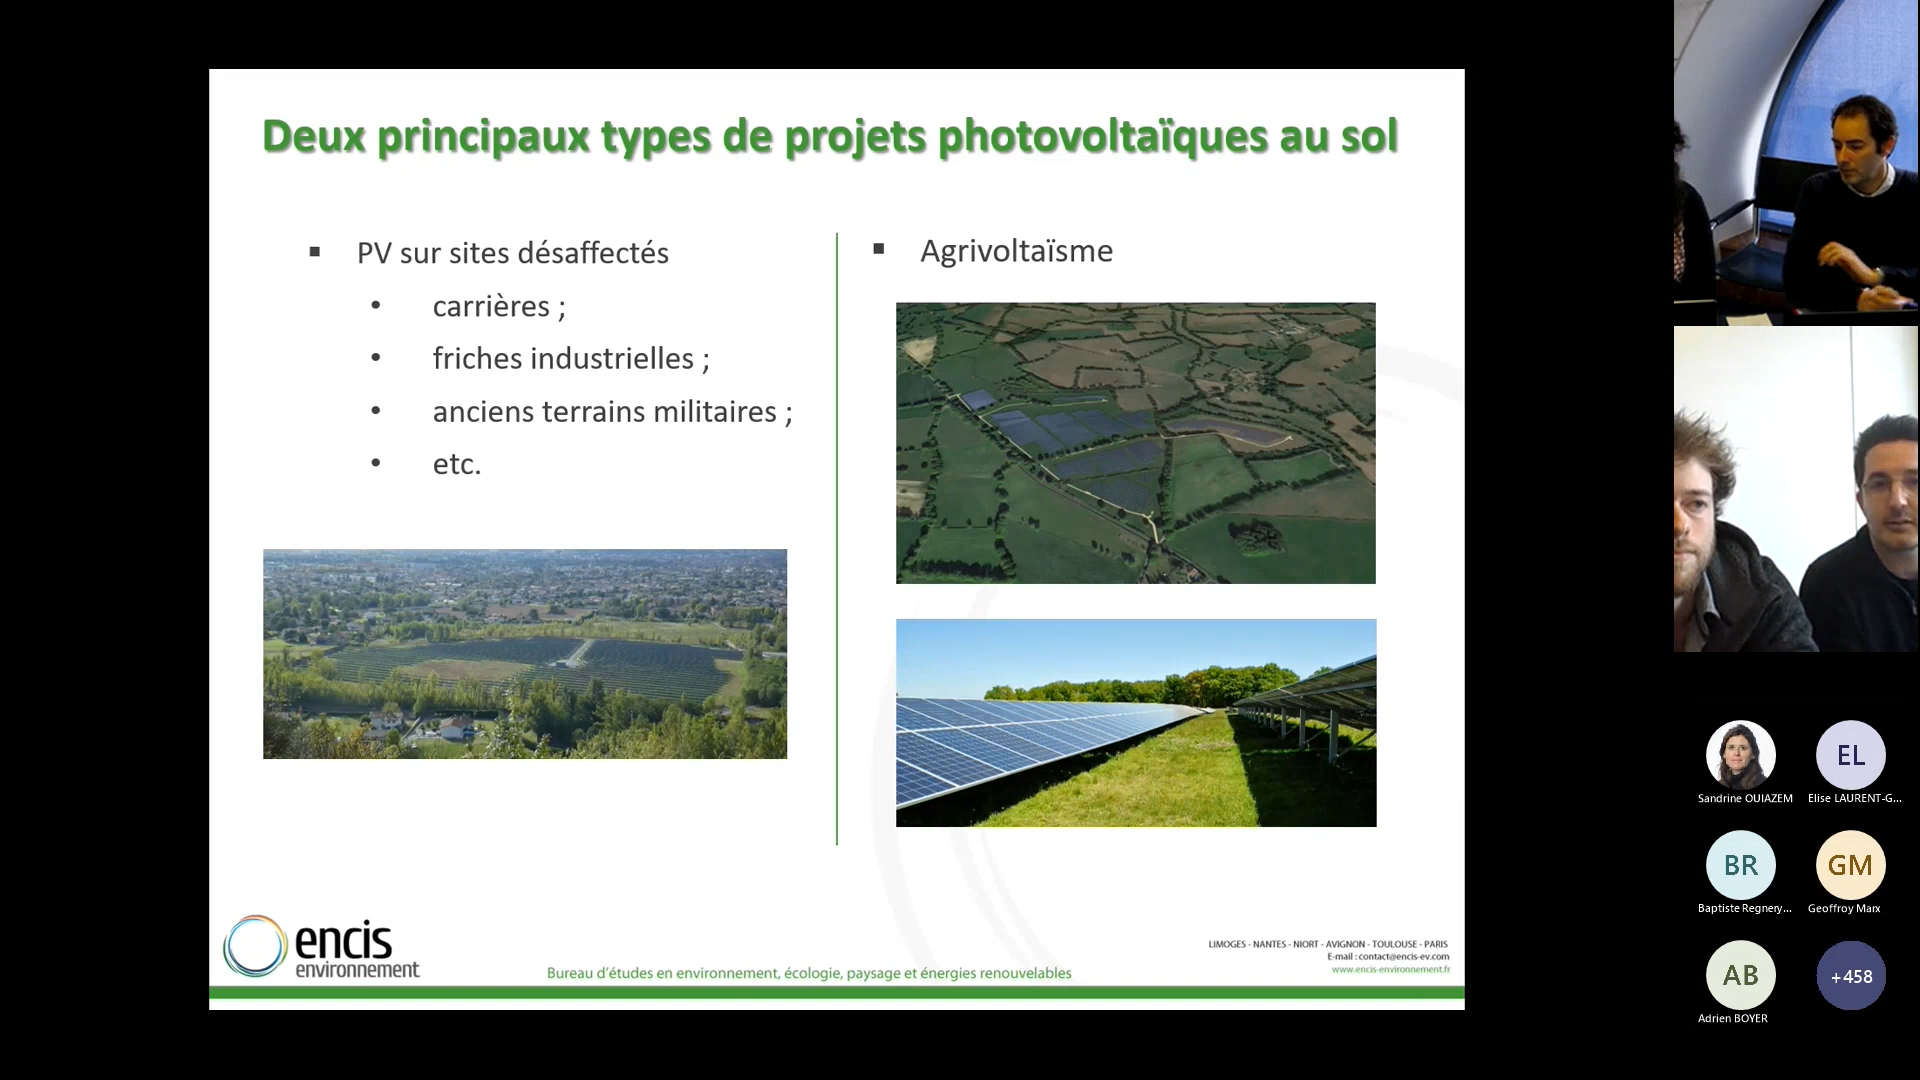 Deux principaux types de projets photovoltaïques au sol
▪ PV sur sites désaffectés
• carrières ;
• friches industrielles ;
• anciens terrains militaires ;
• etc.
▪ Agrivoltaïsme
encis
environnement
Bureau d'études en environnement, écologie, paysage et énergies renouvelables
LIMOGES - NANTES - NIORT - AVIGNON - TOULOUSE - PARIS
E-mail : contact@encis-ev.com
www.encis-environnement.fr
Sandrine OUIAZEM
EL
Elise LAURENT-G...
BR
Baptiste Regnery...
GM
Geoffroy Marx
AB
Adrien BOYER
+458